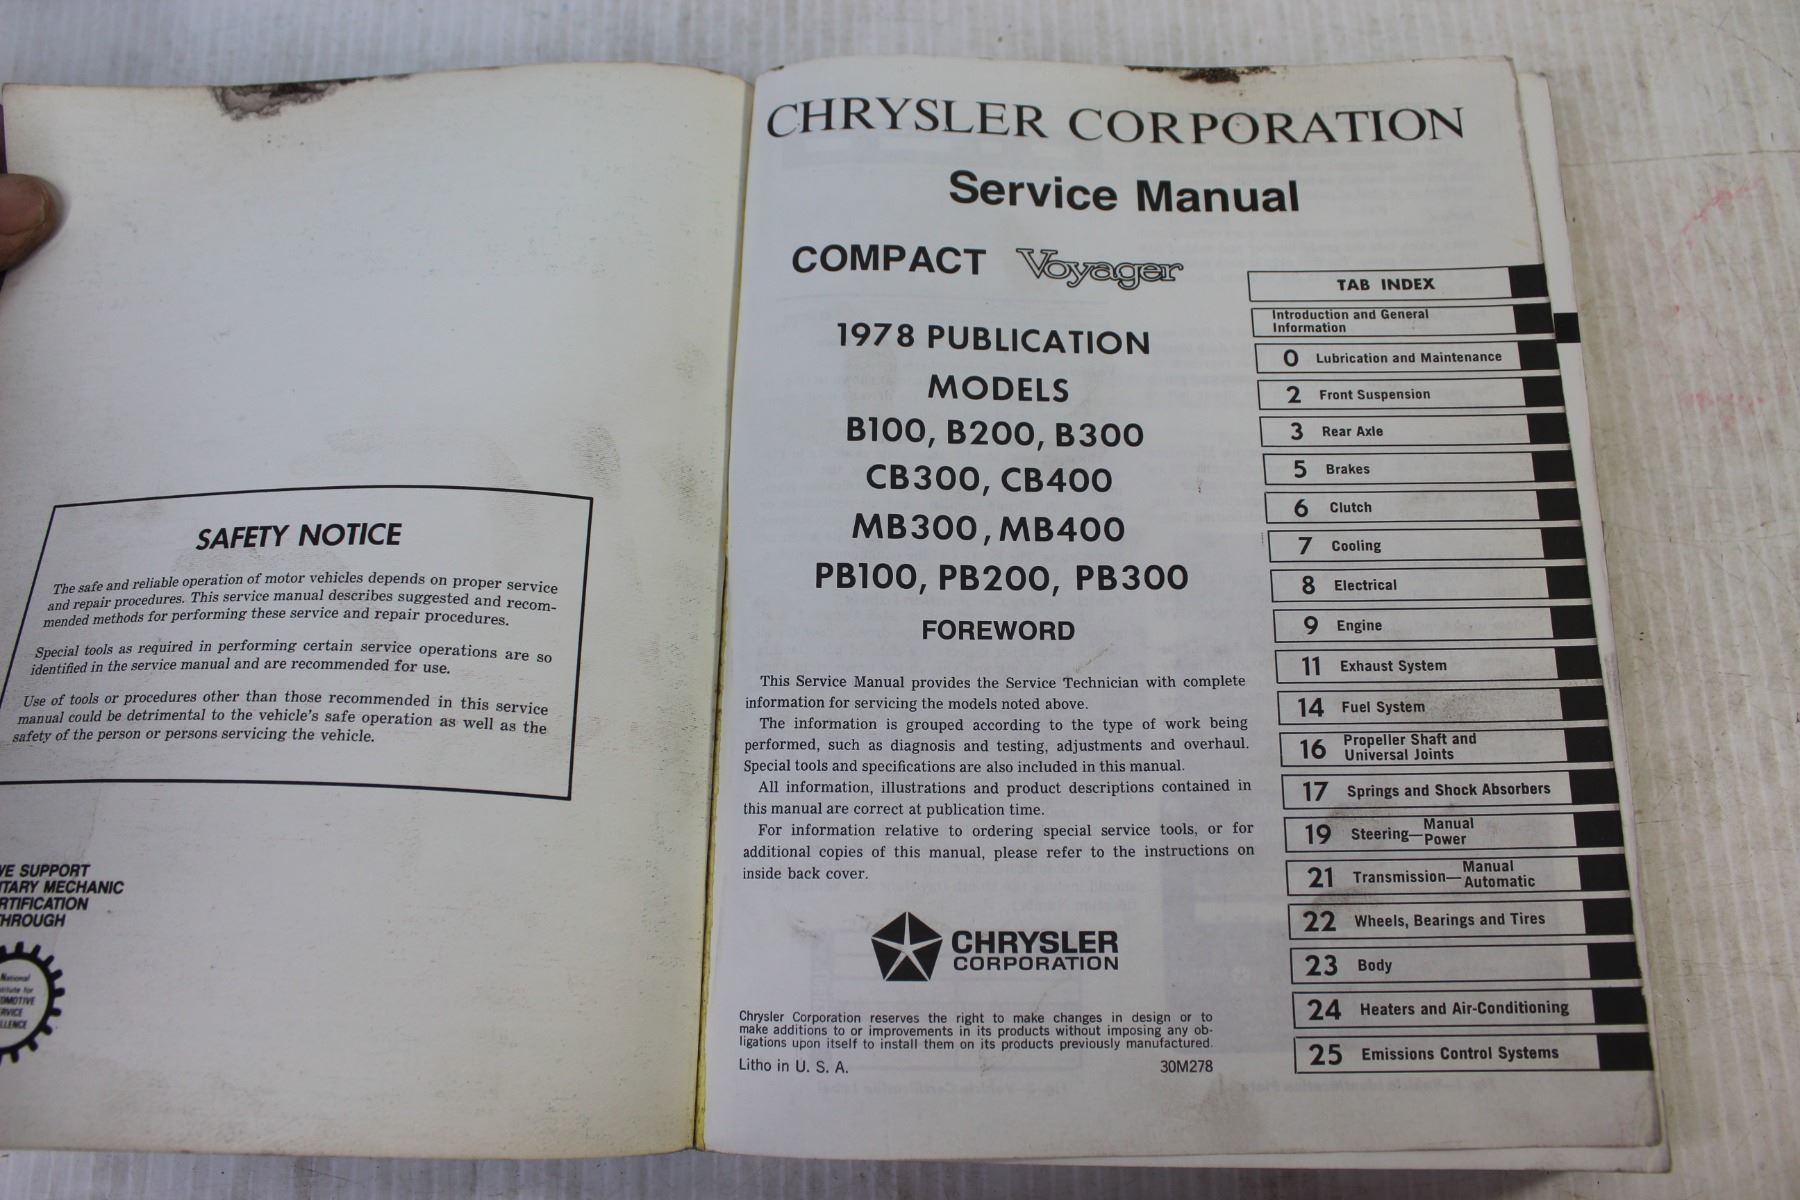 SAFETY NOTICE
The safe and reliable operation of motor vehicles depends on proper service
and repair procedures. This service manual describes suggested and recom-
mended methods for performing these service and repair procedures.
Special tools as required in performing certain service operations are so
identified in the service manual and are recommended for use.
Use of tools or procedures other than those recommended in this service
manual could be detrimental to the vehicle's safe operation as well as the
safety of the person or persons servicing the vehicle.
SUPPORT
MECHANIC
National
for
CHRYSLER CORPORATION
Service Manual
COMPACT Voyager
1978 PUBLICATION
MODELS
B100, B200, B300
CB300, CB400
MB300, MB400
PB100, PB200, PB300
FOREWORD
This Service Manual provides the Service Technician with complete
information for servicing the models noted above.
The information is grouped according to the type of work being
performed, such as diagnosis and testing, adjustments and overhaul.
Special tools and specifications are also included in this manual.
All information, illustrations and product descriptions contained in
this manual are correct at publication time.
For information relative to ordering special service tools, or for
additional copies of this manual, please refer to the instructions on
inside back cover.
CHRYSLER
CORPORATION
Chrysler Corporation reserves the right to make changes in design or to
make additions to or improvements in its products without imposing any ob-
ligations upon itself to install them on its products previously manufactured.
Litho in U. S. A. 30M278
TAB INDEX
Introduction and General
Information
0 Lubrication and Maintenance
2 Front Suspension
3 Rear Axle
5 Brakes
6 Clutch
7 Cooling
8 Electrical
9 Engine
11 Exhaust System
14 Fuel System
16 Propeller Shaft and
Universal Joints
17 Springs and Shock Absorbers
19 Steering—Manual
Power
21 Transmission—Manual
Automatic
22 Wheels, Bearings and Tires
23 Body
24 Heaters and Air-Conditioning
25 Emissions Control Systems